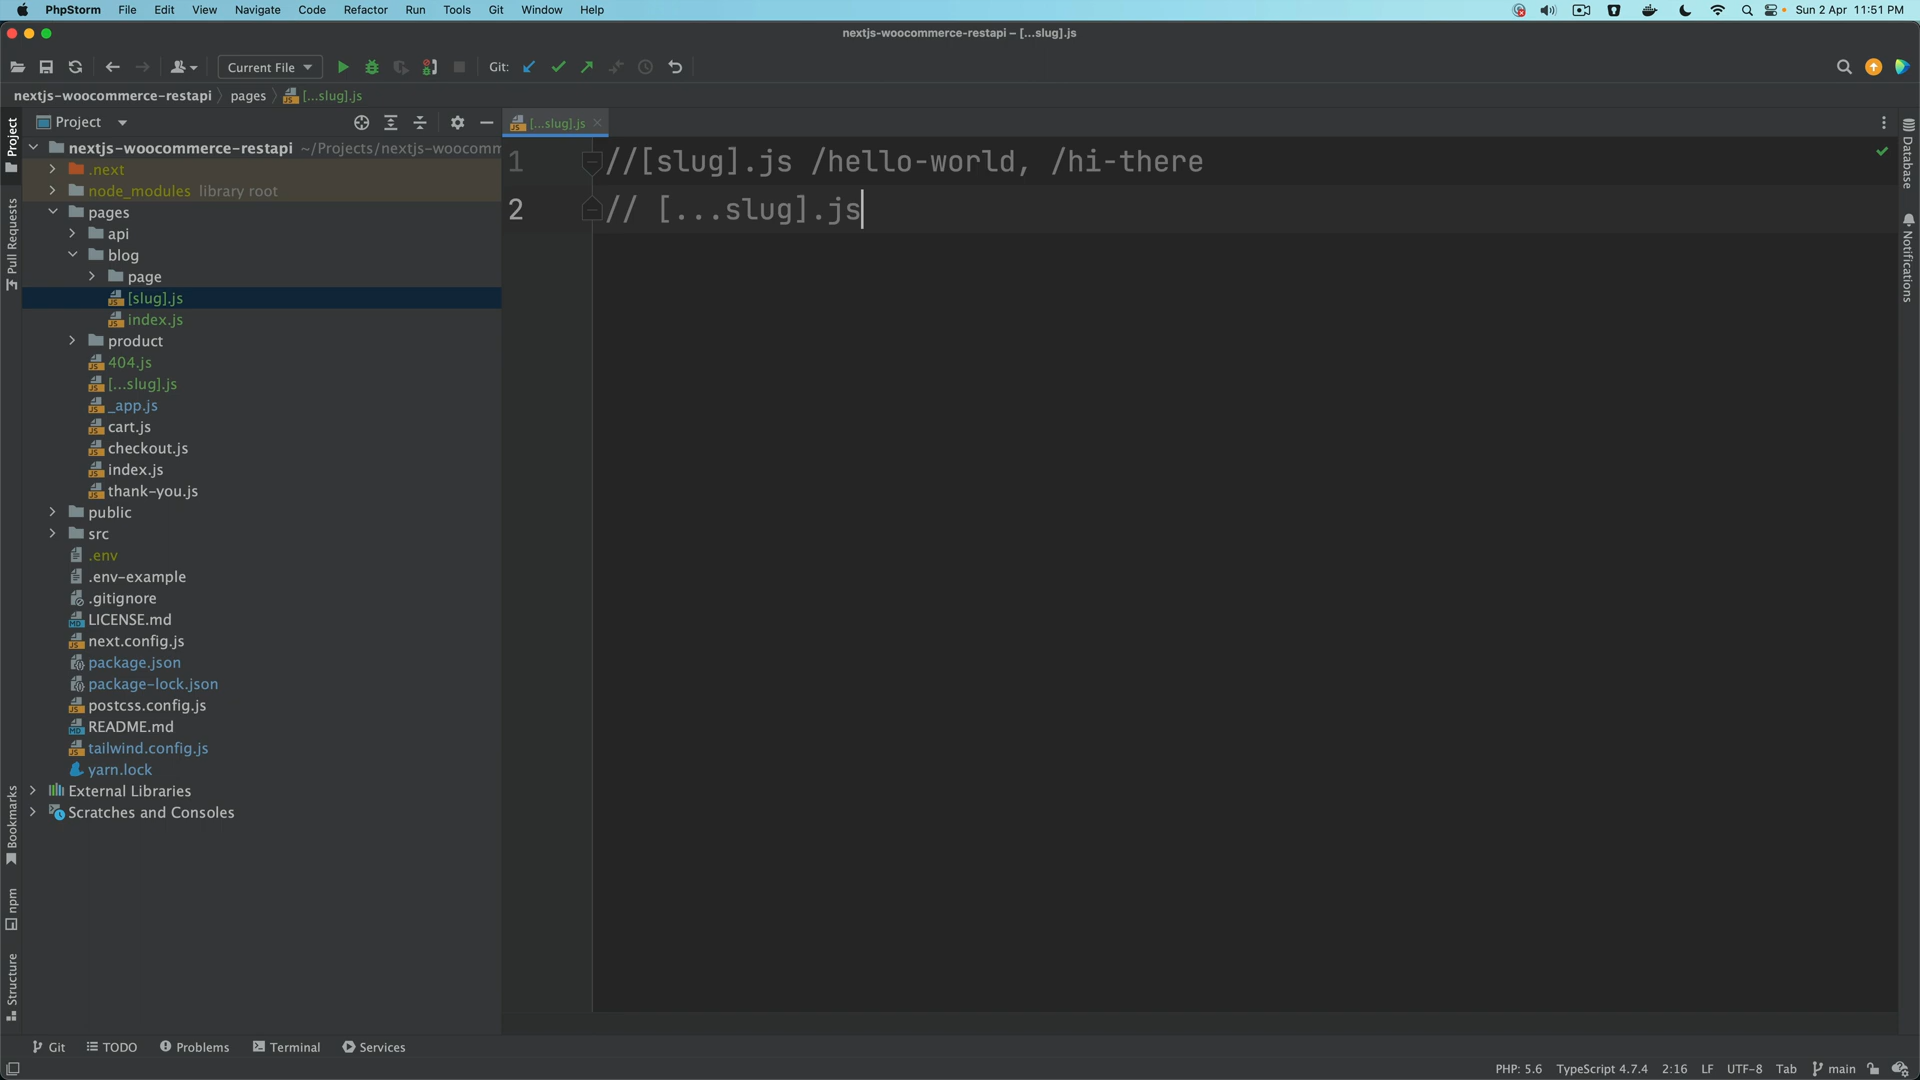 PhpStorm File Edit View Navigate Code Refactor Run Tools Git Window Help Sun 2 Apr 11:51 PM
nextjs-woocommerce-restapi – [...slug].js
Current File Git:
nextjs-woocommerce-restapi pages [...slug].js
Project
[...slug].js
Project
Pull Requests
Bookmarks
npm
Structure
nextjs-woocommerce-restapi ~/Projects/nextjs-woocomm
.next
node_modules library root
pages
api
blog
page
[slug].js
index.js
product
404.js
[...slug].js
_app.js
cart.js
checkout.js
index.js
thank-you.js
public
src
.env
.env-example
.gitignore
LICENSE.md
next.config.js
package.json
package-lock.json
postcss.config.js
README.md
tailwind.config.js
yarn.lock
External Libraries
Scratches and Consoles
1 //[slug].js /hello-world, /hi-there
2 // [...slug].js
Database
Notifications
Git TODO Problems Terminal Services
PHP: 5.6 TypeScript 4.7.4 2:16 LF UTF-8 Tab main